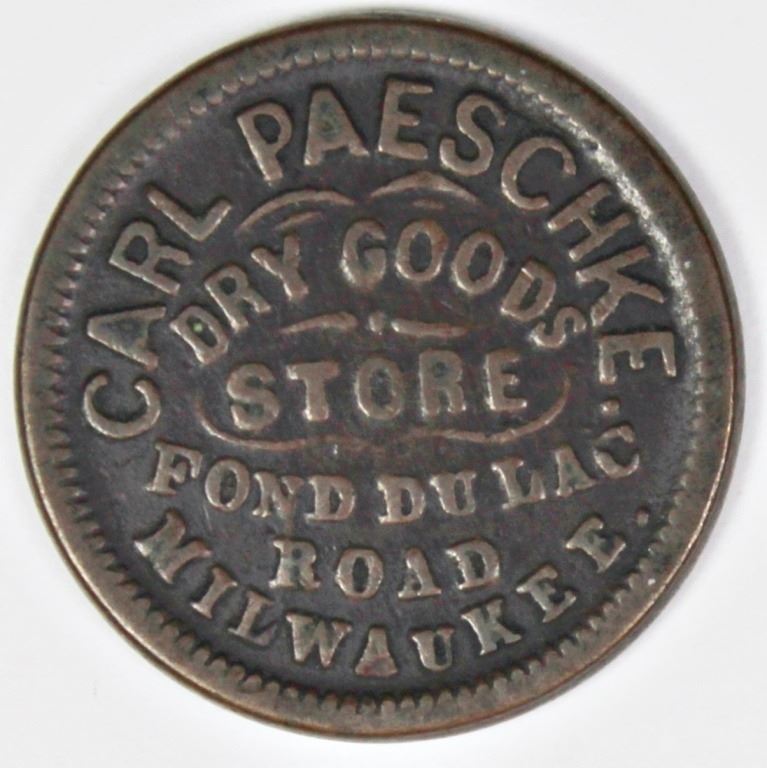 CARL PAESCHKE.
DRY GOODS
STORE
FOND DU LAC
ROAD
MILWAUKEE.